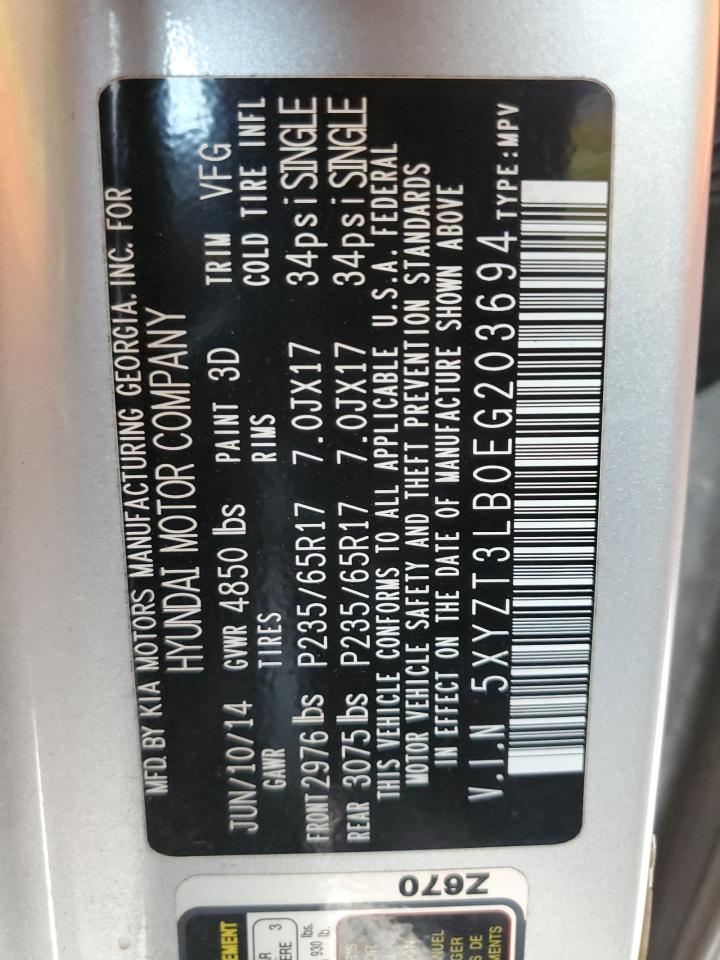 MFD. BY KIA MOTORS MANUFACTURING GEORGIA. INC. FOR
HYUNDAI MOTOR COMPANY
JUN/10/14 GVWR 4850 lbs PAINT 3D TRIM VFG
GAWR TIRES RIMS COLD TIRE INFL
FRONT 2976 lbs P235/65R17 7.0JX17 34psi SINGLE
REAR 3075 lbs P235/65R17 7.0JX17 34psi SINGLE
THIS VEHICLE CONFORMS TO ALL APPLICABLE U.S.A. FEDERAL
MOTOR VEHICLE SAFETY AND THEFT PREVENTION STANDARDS
IN EFFECT ON THE DATE OF MANUFACTURE SHOWN ABOVE
V.I.N 5XYZT3LB0EG203694 TYPE:MPV
Z670
3
930 lb.